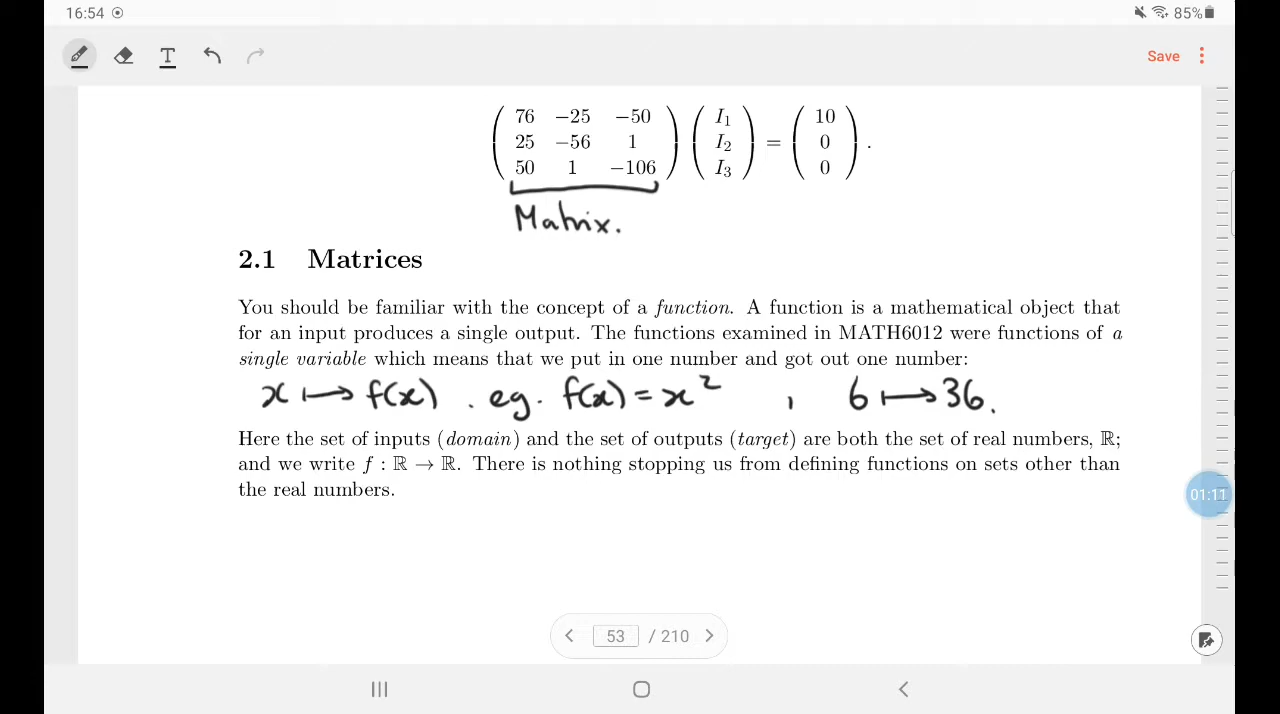 16:54 85%
T Save
76 −25 −50 I1 10
25 −56 1 I2 = 0 .
50 1 −106 I3 0
Matrix.
2.1 Matrices
You should be familiar with the concept of a function. A function is a mathematical object that
for an input produces a single output. The functions examined in MATH6012 were functions of a
single variable which means that we put in one number and got out one number:
x ⟼ f(x) . eg. f(x) = x² , 6 ⟼ 36.
Here the set of inputs (domain) and the set of outputs (target) are both the set of real numbers, ℝ;
and we write f : ℝ → ℝ. There is nothing stopping us from defining functions on sets other than
the real numbers.
01:11
53 / 210